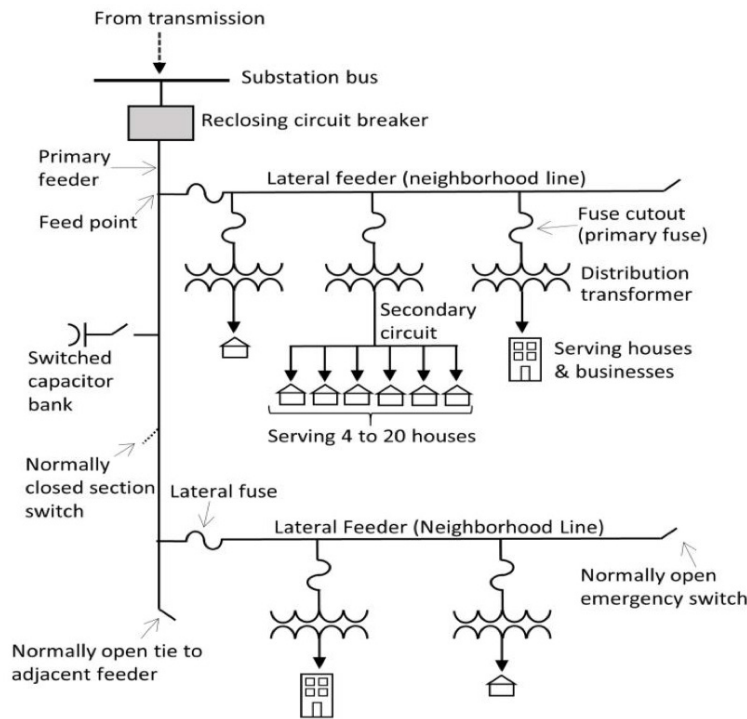 From transmission
Substation bus
Reclosing circuit breaker
Primary
feeder
Lateral feeder (neighborhood line)
Feed point
Fuse cutout
(primary fuse)
Distribution
transformer
Secondary
circuit
Switched
capacitor
bank
Serving houses
& businesses
Serving 4 to 20 houses
Normally
closed section
switch
Lateral fuse
Lateral Feeder (Neighborhood Line)
Normally open
emergency switch
Normally open tie to
adjacent feeder